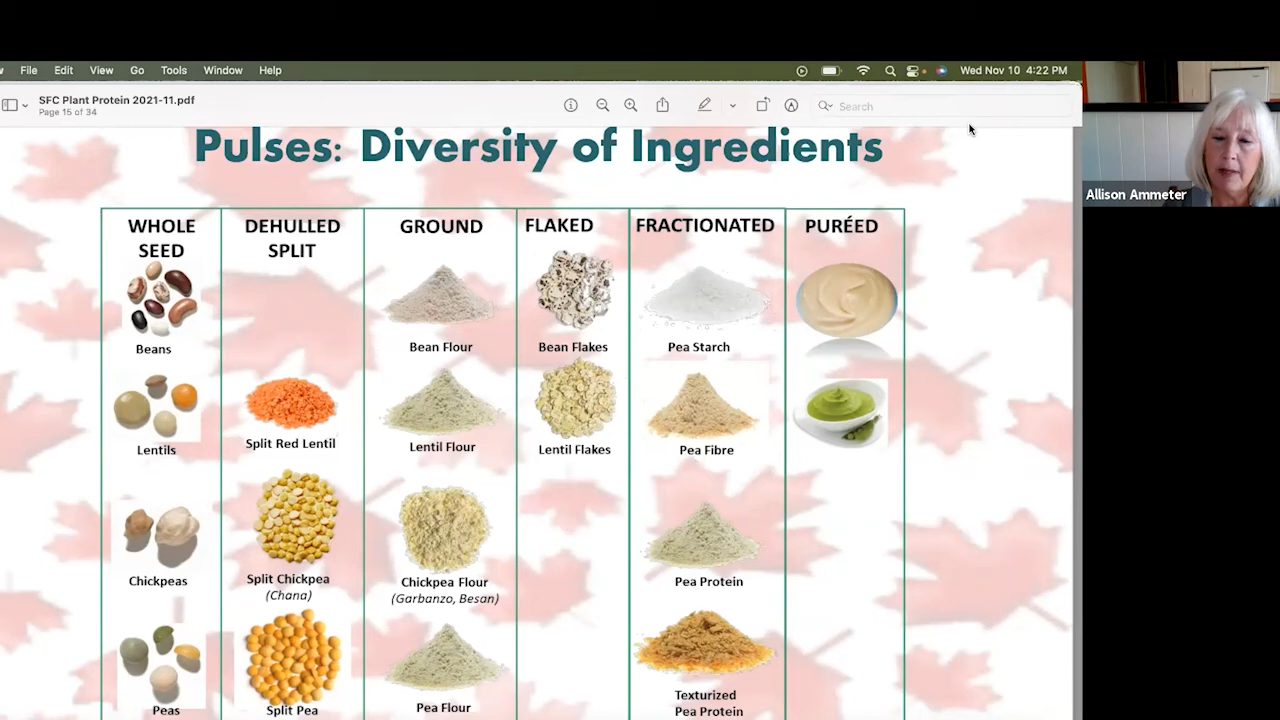 File Edit View Go Tools Window Help
Wed Nov 10 4:22 PM
SFC Plant Protein 2021-11.pdf
Page 15 of 34
Search
Allison Ammeter
Pulses: Diversity of Ingredients
WHOLE
SEED
Beans
Lentils
Chickpeas
Peas
DEHULLED
SPLIT
Split Red Lentil
Split Chickpea
(Chana)
Split Pea
GROUND
Bean Flour
Lentil Flour
Chickpea Flour
(Garbanzo, Besan)
Pea Flour
FLAKED
Bean Flakes
Lentil Flakes
FRACTIONATED
Pea Starch
Pea Fibre
Pea Protein
Texturized
Pea Protein
PURÉED